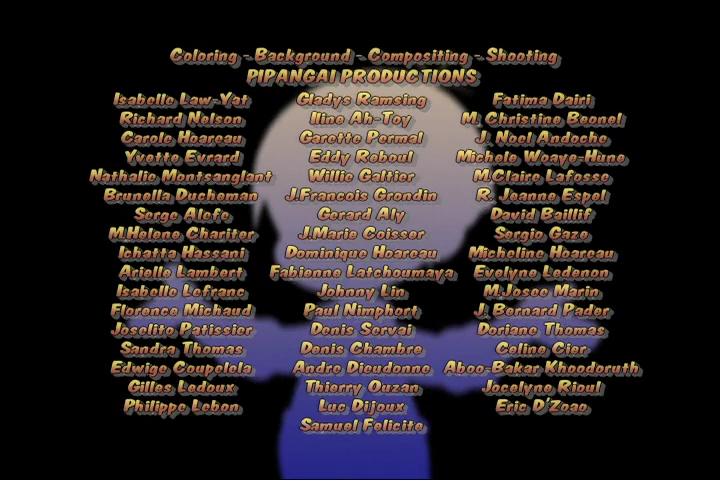 Coloring - Background - Compositing - Shooting
PIPANGAI PRODUCTIONS
Isabelle Law-Yat Gladys Ramsing Fatima Dairi
Richard Nelson Iline Ah-Toy M. Christine Beonel
Carole Hoareau Garette Permal J. Noel Andoche
Yvette Evrard Eddy Reboul Michele Woaye-Hune
Nathalie Montsanglant Willie Galtier M.Claire Lafosse
Brunella Ducheman J.Francois Grondin R. Jeanne Espel
Serge Alefe Gerard Aly David Baillif
M.Helene Chariter J.Marie Coisser Sergio Gaze
Ichatta Hassani Dominique Hoareau Micheline Hoareau
Arielle Lambert Fabienne Latchoumaya Evelyne Ledenon
Isabelle Lefranc Johnny Lin M.Josee Marin
Florence Michaud Paul Nimphort J. Bernard Pader
Joselito Patissier Denis Servai Doriane Thomas
Sandra Thomas Denis Chambre Celine Cier
Edwige Coupelela Andre Dieudonne Aboo-Bakar Khoodoruth
Gilles Ledoux Thierry Ouzan Jocelyne Rioul
Philippe Lebon Luc Dijoux Eric D'Zoao
Samuel Felicite